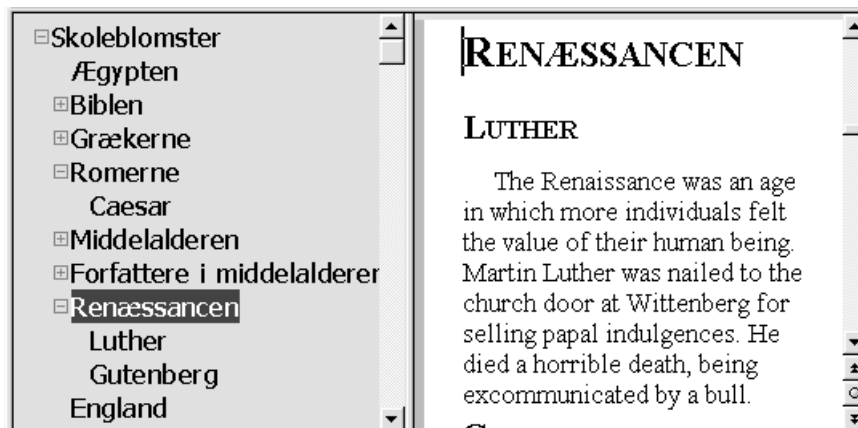 Skoleblomster
Ægypten
Biblen
Grækerne
Romerne
Caesar
Middelalderen
Forfattere i middelalderer
Renæssancen
Luther
Gutenberg
England
RENÆSSANCEN
LUTHER
The Renaissance was an age
in which more individuals felt
the value of their human being.
Martin Luther was nailed to the
church door at Wittenberg for
selling papal indulgences. He
died a horrible death, being
excommunicated by a bull.